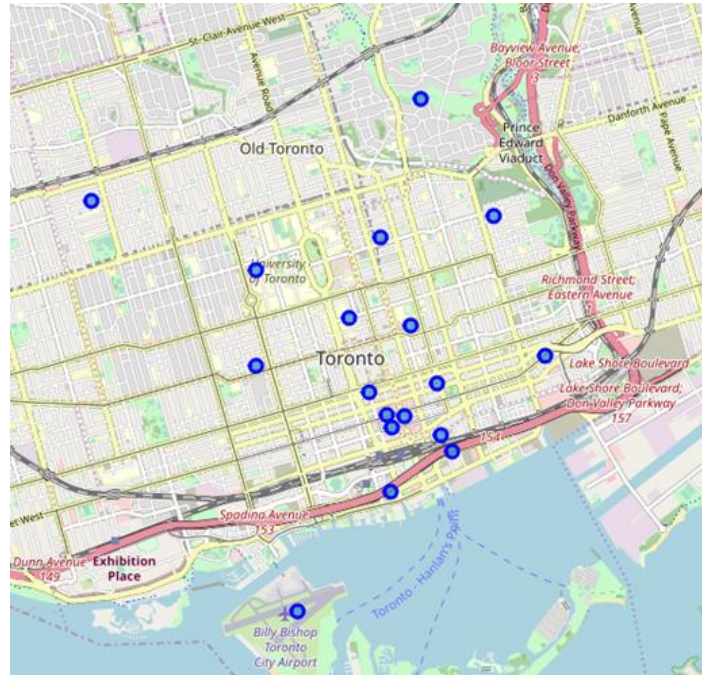 St- Clair-Avenue West
Avenue Road
Bayview Avenue;
Bloor Street
3
Danforth Avenue
Pape Avenue
Old Toronto
Prince
Edward
Viaduct
Don Valley Parkway
University
of Toronto
Richmond Street;
Eastern Avenue
Toronto
Lake Shore Boulevard
Lake Shore Boulevard;
Don Valley Parkway
157
154
et West
Spadina Avenue
153
Dunn Avenue
149
Exhibition
Place
Toronto - Hanlan's Point
Billy Bishop
Toronto
City Airport